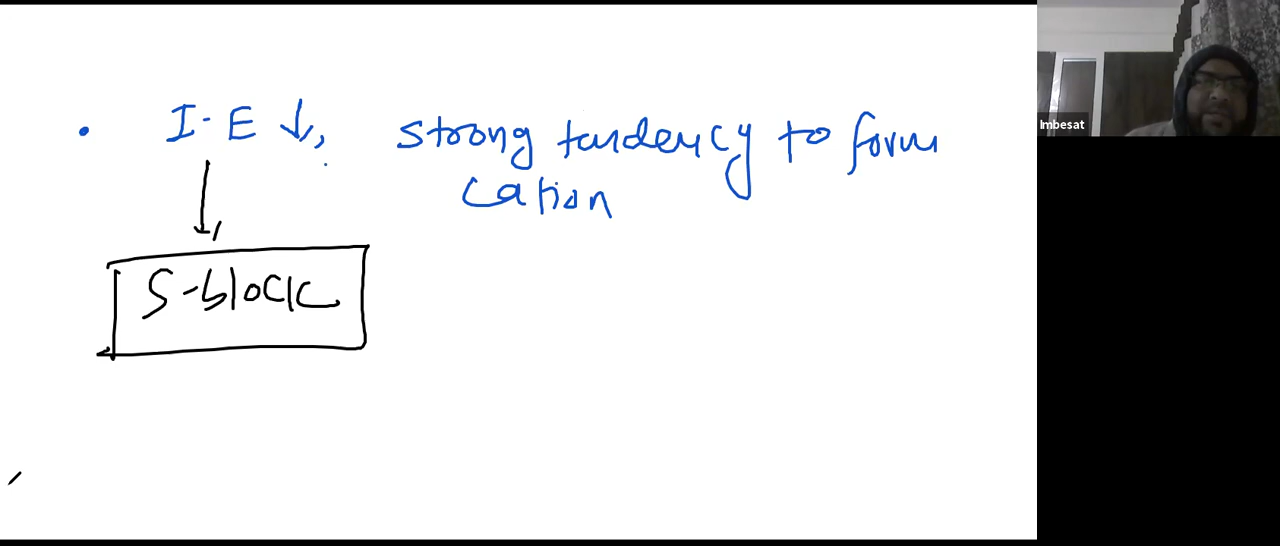 • I-E ↓, strong tendency to form
cation
↓
S-block
Imbesat